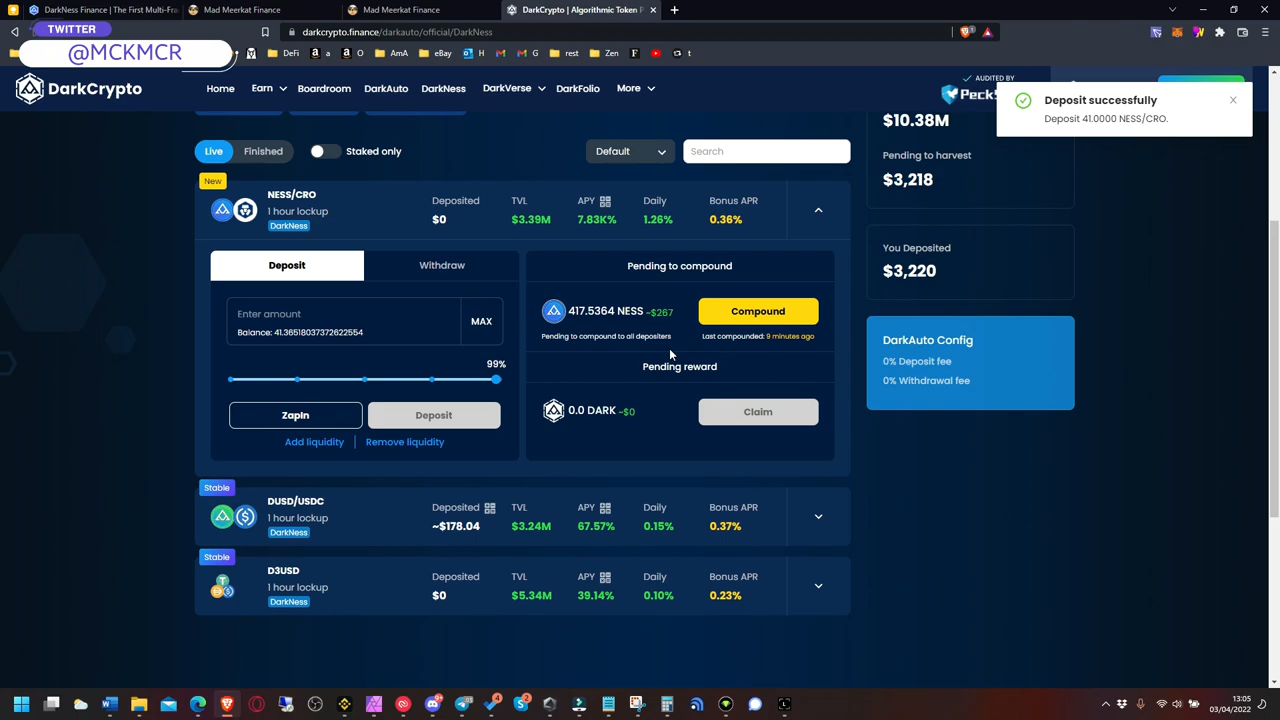 DarkNess Finance | The First Multi-Fra
Mad Meerkat Finance
Mad Meerkat Finance
DarkCrypto | Algorithmic Token P
TWITTER
@MCKMCR
darkcrypto.finance/darkauto/official/DarkNess
DeFi
AmA
O
eBay
H
G
rest
Zen
t
DarkCrypto
Home
Earn
Boardroom
DarkAuto
DarkNess
DarkVerse
DarkFolio
More
AUDITED BY
Deposit successfully
Deposit 41.0000 NESS/CRO.
$10.38M
Pending to harvest
$3,218
You Deposited
$3,220
DarkAuto Config
0% Deposit fee
0% Withdrawal fee
Live
Finished
Staked only
Default
Search
New
NESS/CRO
1 hour lockup
DarkNess
Deposited
$0
TVL
$3.39M
APY
7.83K%
Daily
1.26%
Bonus APR
0.36%
Deposit
Withdraw
Enter amount
Balance: 41.36518037372622554
MAX
99%
ZapIn
Deposit
Add liquidity
Remove liquidity
Pending to compound
417.5364 NESS ~$267
Compound
Pending to compound to all depositers
Last compounded: 9 minutes ago
Pending reward
0.0 DARK ~$0
Claim
Stable
DUSD/USDC
1 hour lockup
DarkNess
Deposited
~$178.04
TVL
$3.24M
APY
67.57%
Daily
0.15%
Bonus APR
0.37%
Stable
D3USD
1 hour lockup
DarkNess
Deposited
$0
TVL
$5.34M
APY
39.14%
Daily
0.10%
Bonus APR
0.23%
13:05
03/04/2022